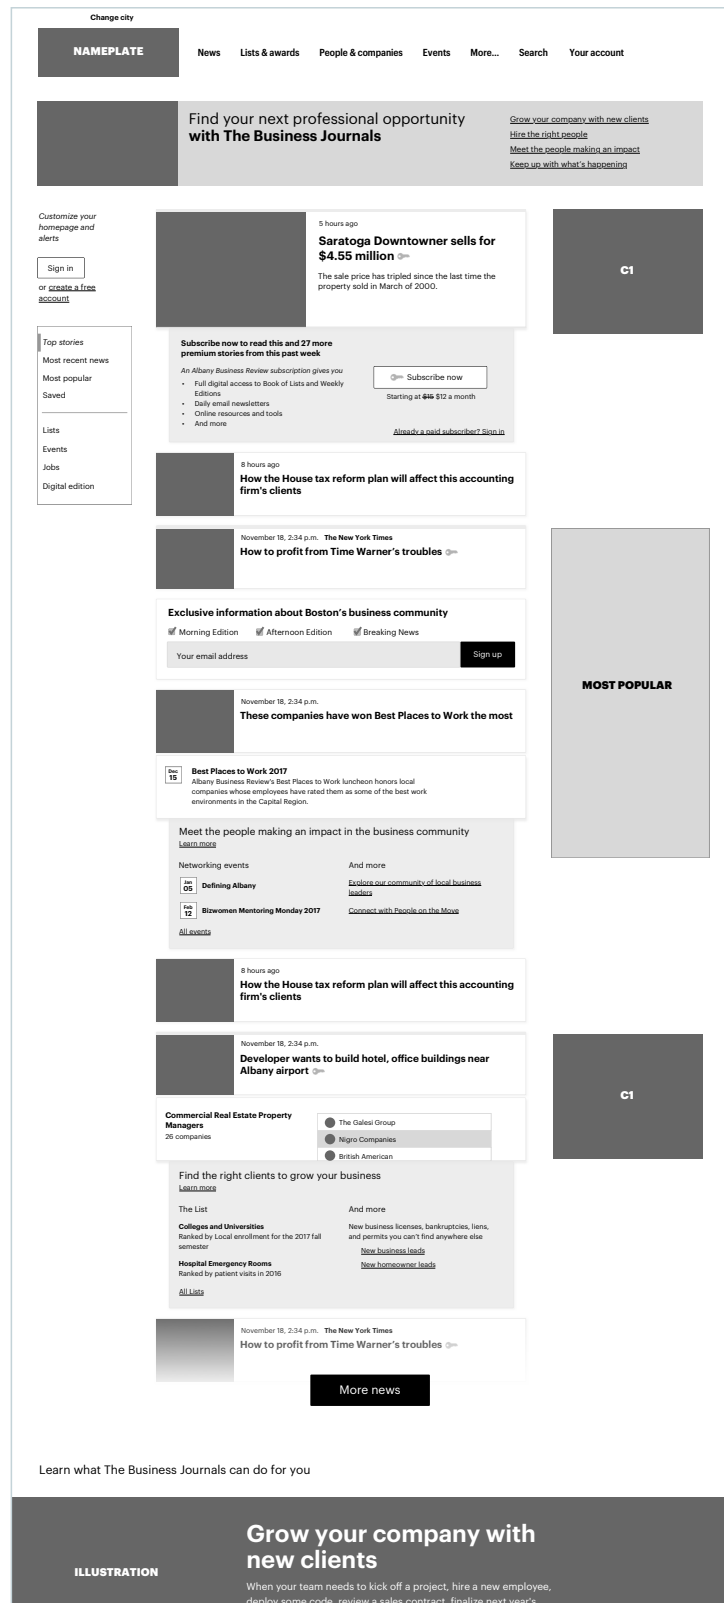 Change city
NAMEPLATE
News Lists & awards People & companies Events More... Search Your account
Find your next professional opportunity
with The Business Journals
Grow your company with new clients
Hire the right people
Meet the people making an impact
Keep up with what's happening
Customize your
homepage and
alerts
Sign in
or create a free
account
Top stories
Most recent news
Most popular
Saved
Lists
Events
Jobs
Digital edition
5 hours ago
Saratoga Downtowner sells for
$4.55 million
The sale price has tripled since the last time the
property sold in March of 2000.
C1
Subscribe now to read this and 27 more
premium stories from this past week
An Albany Business Review subscription gives you
• Full digital access to Book of Lists and Weekly
Editions
• Daily email newsletters
• Online resources and tools
• And more
Subscribe now
Starting at $15 $12 a month
Already a paid subscriber? Sign in
8 hours ago
How the House tax reform plan will affect this accounting
firm's clients
November 18, 2:34 p.m. The New York Times
How to profit from Time Warner's troubles
Exclusive information about Boston's business community
Morning Edition Afternoon Edition Breaking News
Your email address
Sign up
MOST POPULAR
November 18, 2:34 p.m.
These companies have won Best Places to Work the most
Dec
15
Best Places to Work 2017
Albany Business Review's Best Places to Work luncheon honors local
companies whose employees have rated them as some of the best work
environments in the Capital Region.
Meet the people making an impact in the business community
Learn more
Networking events
Jan
05
Defining Albany
Feb
12
Bizwomen Mentoring Monday 2017
All events
And more
Explore our community of local business
leaders
Connect with People on the Move
8 hours ago
How the House tax reform plan will affect this accounting
firm's clients
November 18, 2:34 p.m.
Developer wants to build hotel, office buildings near
Albany airport
C1
Commercial Real Estate Property
Managers
26 companies
The Galesi Group
Nigro Companies
British American
Find the right clients to grow your business
Learn more
The List
Colleges and Universities
Ranked by Local enrollment for the 2017 fall
semester
Hospital Emergency Rooms
Ranked by patient visits in 2016
All Lists
And more
New business licenses, bankruptcies, liens,
and permits you can't find anywhere else
New business leads
New homeowner leads
November 18, 2:34 p.m. The New York Times
How to profit from Time Warner's troubles
More news
Learn what The Business Journals can do for you
ILLUSTRATION
Grow your company with
new clients
When your team needs to kick off a project, hire a new employee,
deploy some code, review a sales contract, finalize next year's